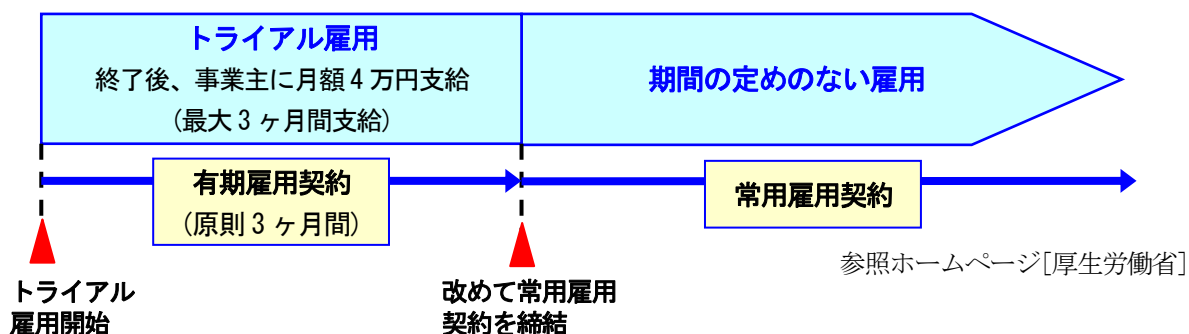 トライアル雇用
終了後、事業主に月額4万円支給
(最大3ヶ月間支給)
期間の定めのない雇用
有期雇用契約
(原則3ヶ月間)
常用雇用契約
参照ホームページ[厚生労働省]
トライアル
雇用開始
改めて常用雇用
契約を締結